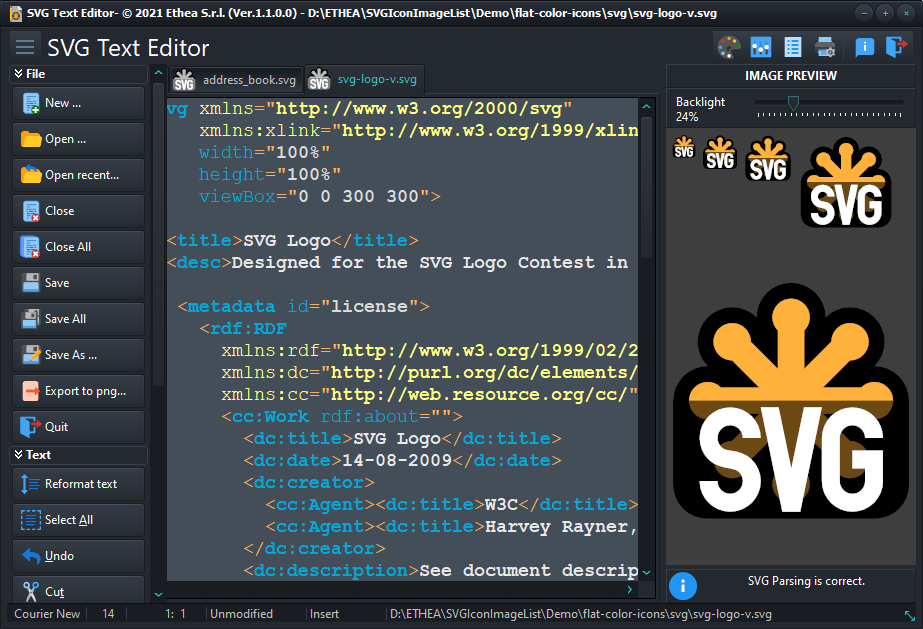 SVG Text Editor- © 2021 Ethea S.r.l. (Ver.1.1.0.0) - D:\ETHEA\SVGIconImageList\Demo\flat-color-icons\svg\svg-logo-v.svg
SVG Text Editor
File
New ...
Open ...
Open recent...
Close
Close All
Save
Save All
Save As ...
Export to png...
Quit
Text
Reformat text
Select All
Undo
Cut
SVG address_book.svg
SVG svg-logo-v.svg
vg xmlns="http://www.w3.org/2000/svg"
xmlns:xlink="http://www.w3.org/1999/xlin
width="100%"
height="100%"
viewBox="0 0 300 300">
<title>SVG Logo</title>
<desc>Designed for the SVG Logo Contest in
<metadata id="license">
<rdf:RDF
xmlns:rdf="http://www.w3.org/1999/02/2
xmlns:dc="http://purl.org/dc/elements/
xmlns:cc="http://web.resource.org/cc/"
<cc:Work rdf:about="">
<dc:title>SVG Logo</dc:title>
<dc:date>14-08-2009</dc:date>
<dc:creator>
<cc:Agent><dc:title>W3C</dc:title>
<cc:Agent><dc:title>Harvey Rayner,
</dc:creator>
<dc:description>See document descrip
IMAGE PREVIEW
Backlight
24%
SVG
SVG
SVG
SVG
SVG
SVG Parsing is correct.
Courier New 14 1: 1 Unmodified Insert D:\ETHEA\SVGIconImageList\Demo\flat-color-icons\svg\svg-logo-v.svg